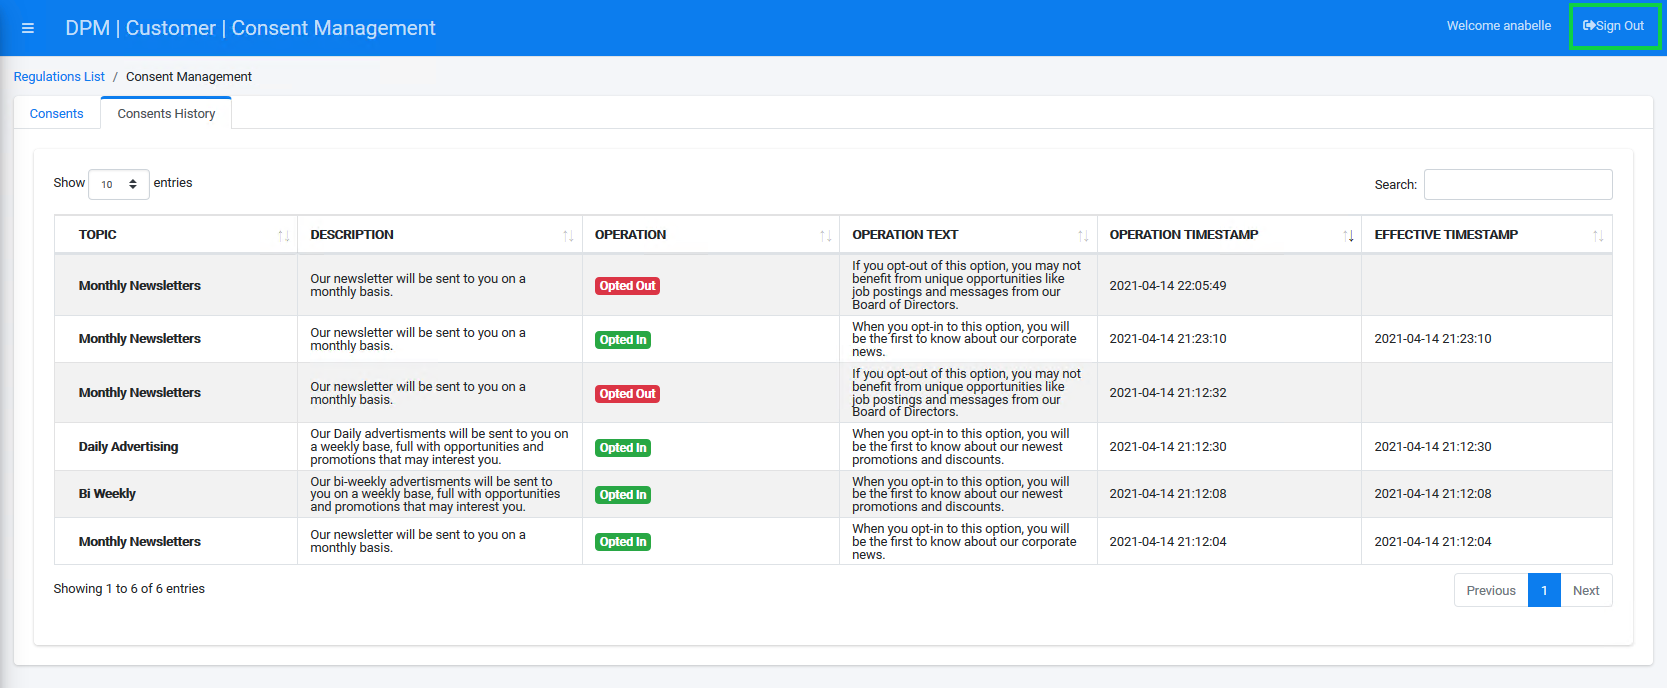 DPM | Customer | Consent Management
Welcome anabelle
Sign Out
Regulations List / Consent Management
Consents
Consents History
Show 10 entries
Search:
TOPIC DESCRIPTION OPERATION OPERATION TEXT OPERATION TIMESTAMP EFFECTIVE TIMESTAMP
Monthly Newsletters
Our newsletter will be sent to you on a
monthly basis.
Opted Out
If you opt-out of this option, you may not
benefit from unique opportunities like
job postings and messages from our
Board of Directors.
2021-04-14 22:05:49
Monthly Newsletters
Our newsletter will be sent to you on a
monthly basis.
Opted In
When you opt-in to this option, you will
be the first to know about our corporate
news.
2021-04-14 21:23:10
2021-04-14 21:23:10
Monthly Newsletters
Our newsletter will be sent to you on a
monthly basis.
Opted Out
If you opt-out of this option, you may not
benefit from unique opportunities like
job postings and messages from our
Board of Directors.
2021-04-14 21:12:32
Daily Advertising
Our Daily advertisments will be sent to you on
a weekly base, full with opportunities and
promotions that may interest you.
Opted In
When you opt-in to this option, you will
be the first to know about our newest
promotions and discounts.
2021-04-14 21:12:30
2021-04-14 21:12:30
Bi Weekly
Our bi-weekly advertisments will be sent to
you on a weekly base, full with opportunities
and promotions that may interest you.
Opted In
When you opt-in to this option, you will
be the first to know about our newest
promotions and discounts.
2021-04-14 21:12:08
2021-04-14 21:12:08
Monthly Newsletters
Our newsletter will be sent to you on a
monthly basis.
Opted In
When you opt-in to this option, you will
be the first to know about our corporate
news.
2021-04-14 21:12:04
2021-04-14 21:12:04
Showing 1 to 6 of 6 entries
Previous 1 Next